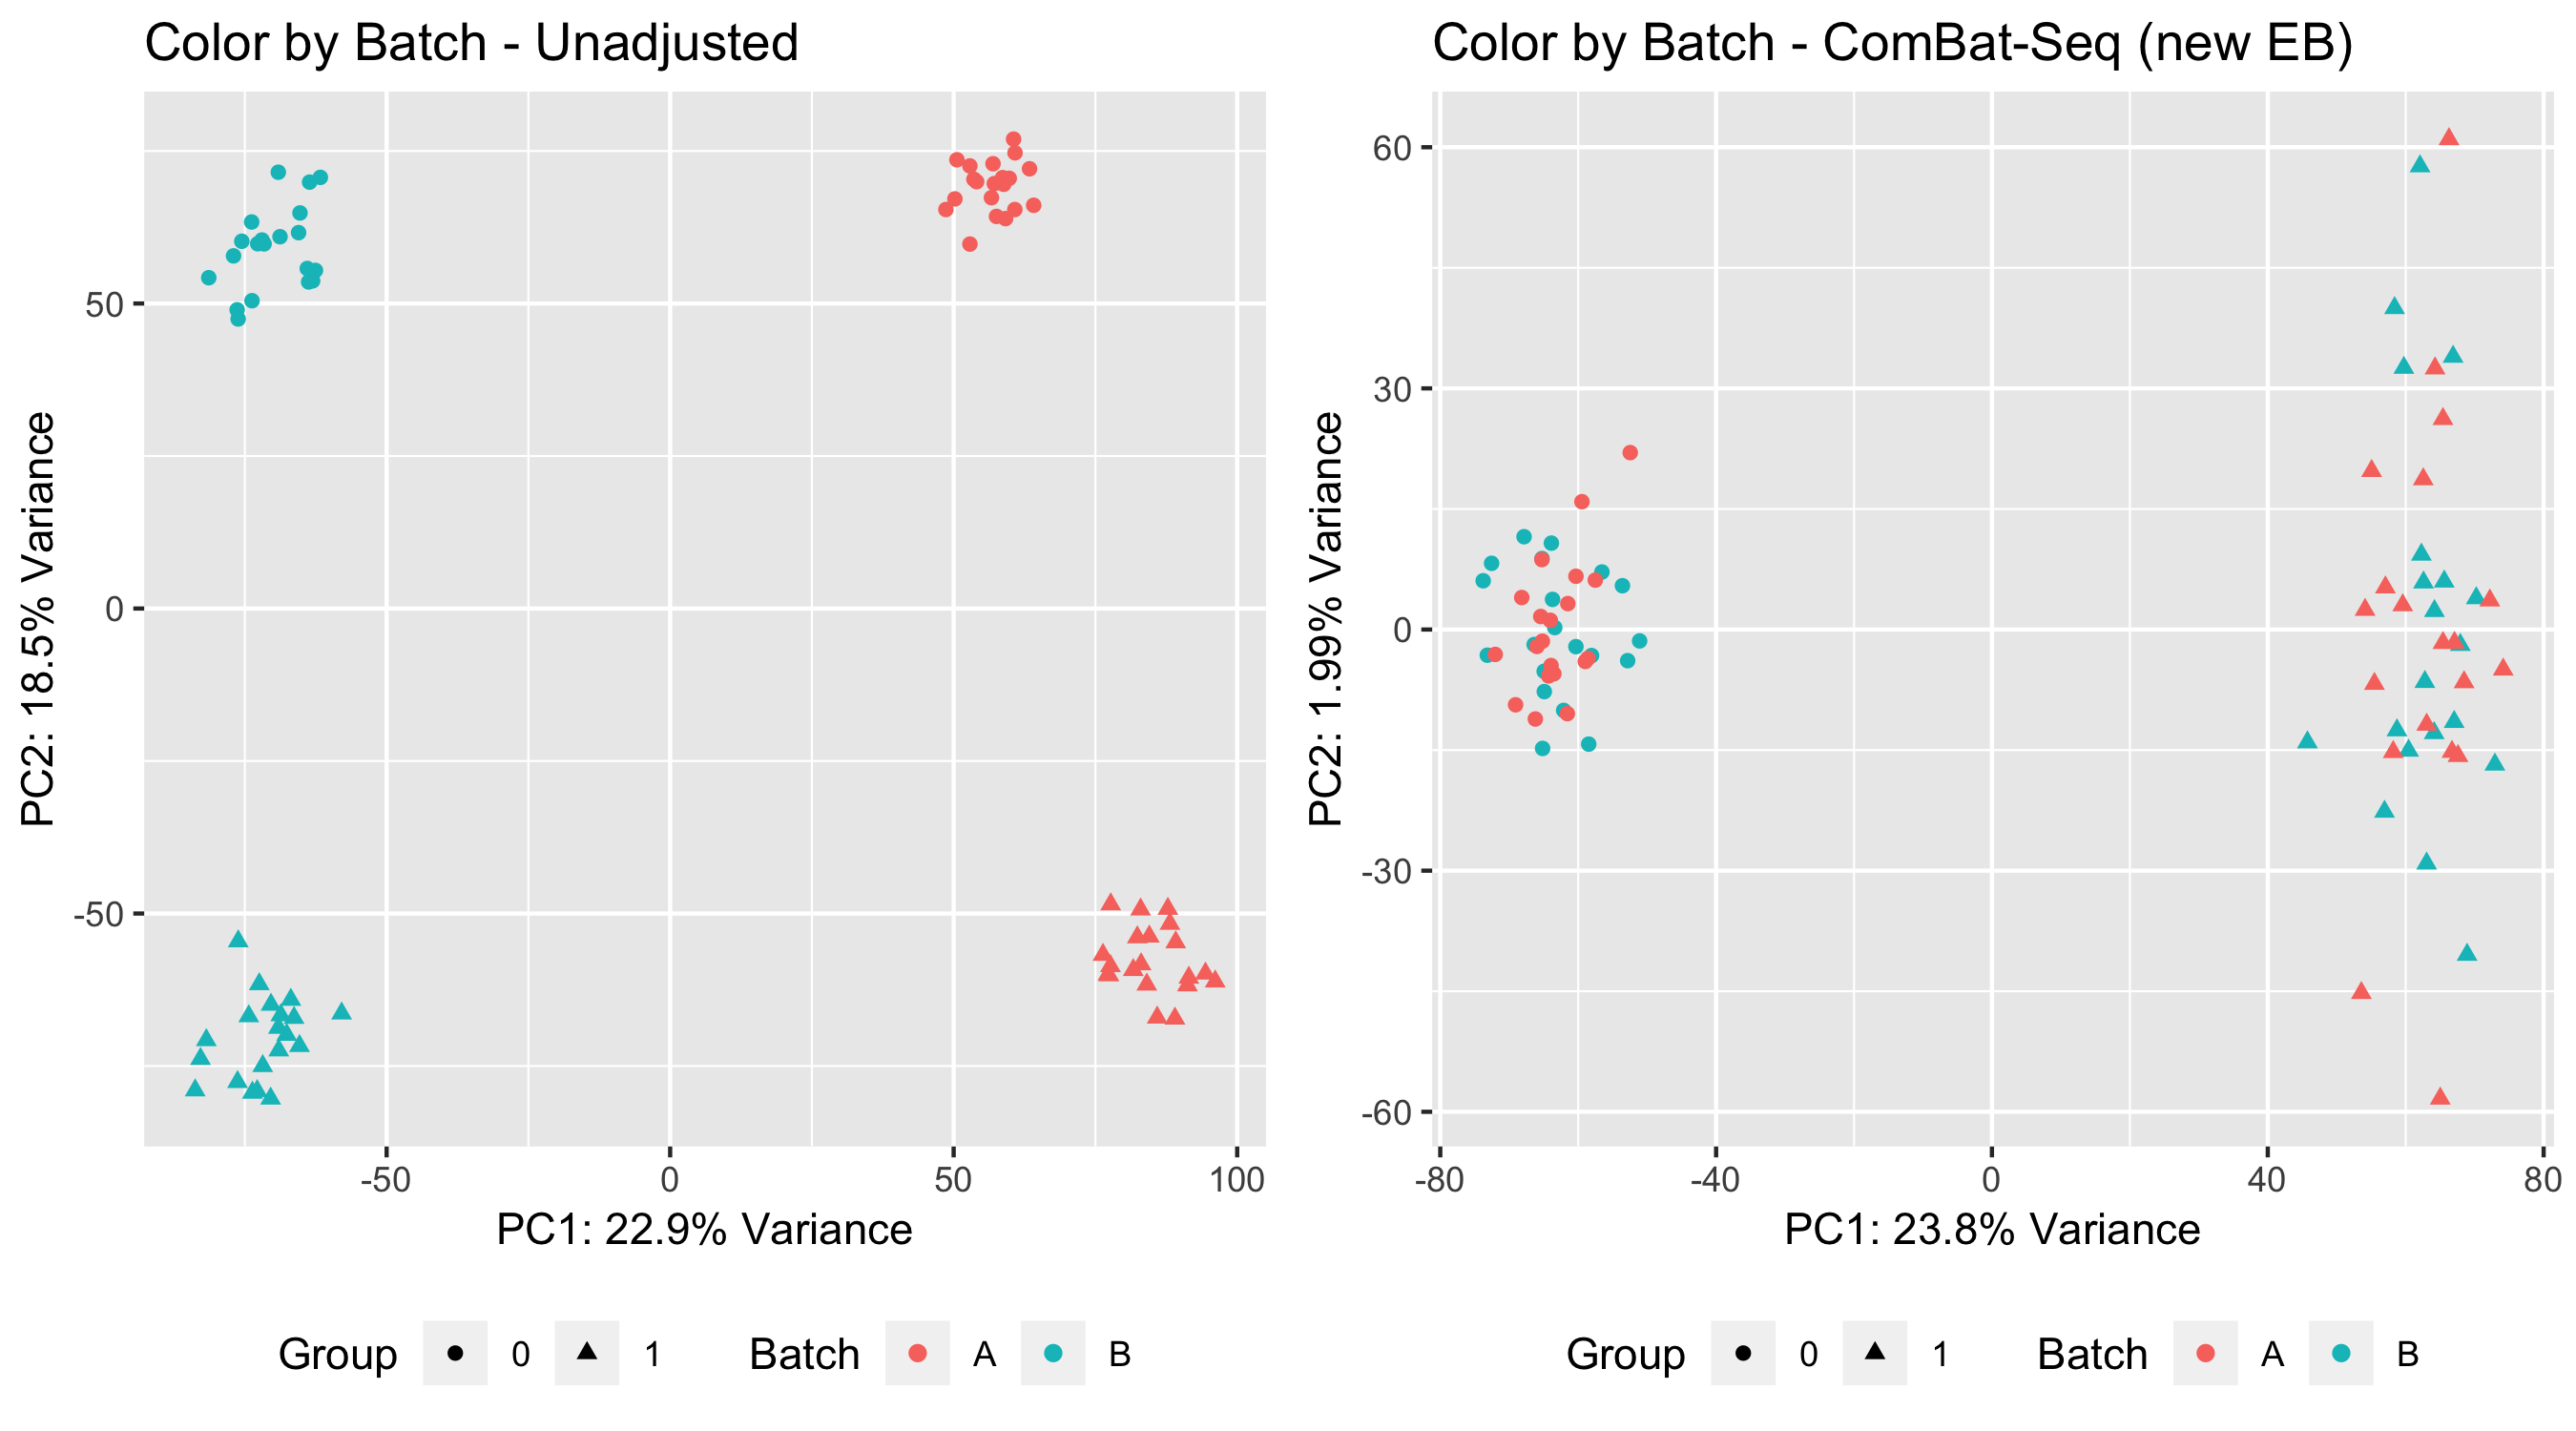 Color by Batch - Unadjusted
50
0
-50
PC2: 18.5% Variance
-50 0 50 100
PC1: 22.9% Variance
Group 0 1 Batch A B
Color by Batch - ComBat-Seq (new EB)
60
30
0
-30
-60
PC2: 1.99% Variance
-80 -40 0 40 80
PC1: 23.8% Variance
Group 0 1 Batch A B